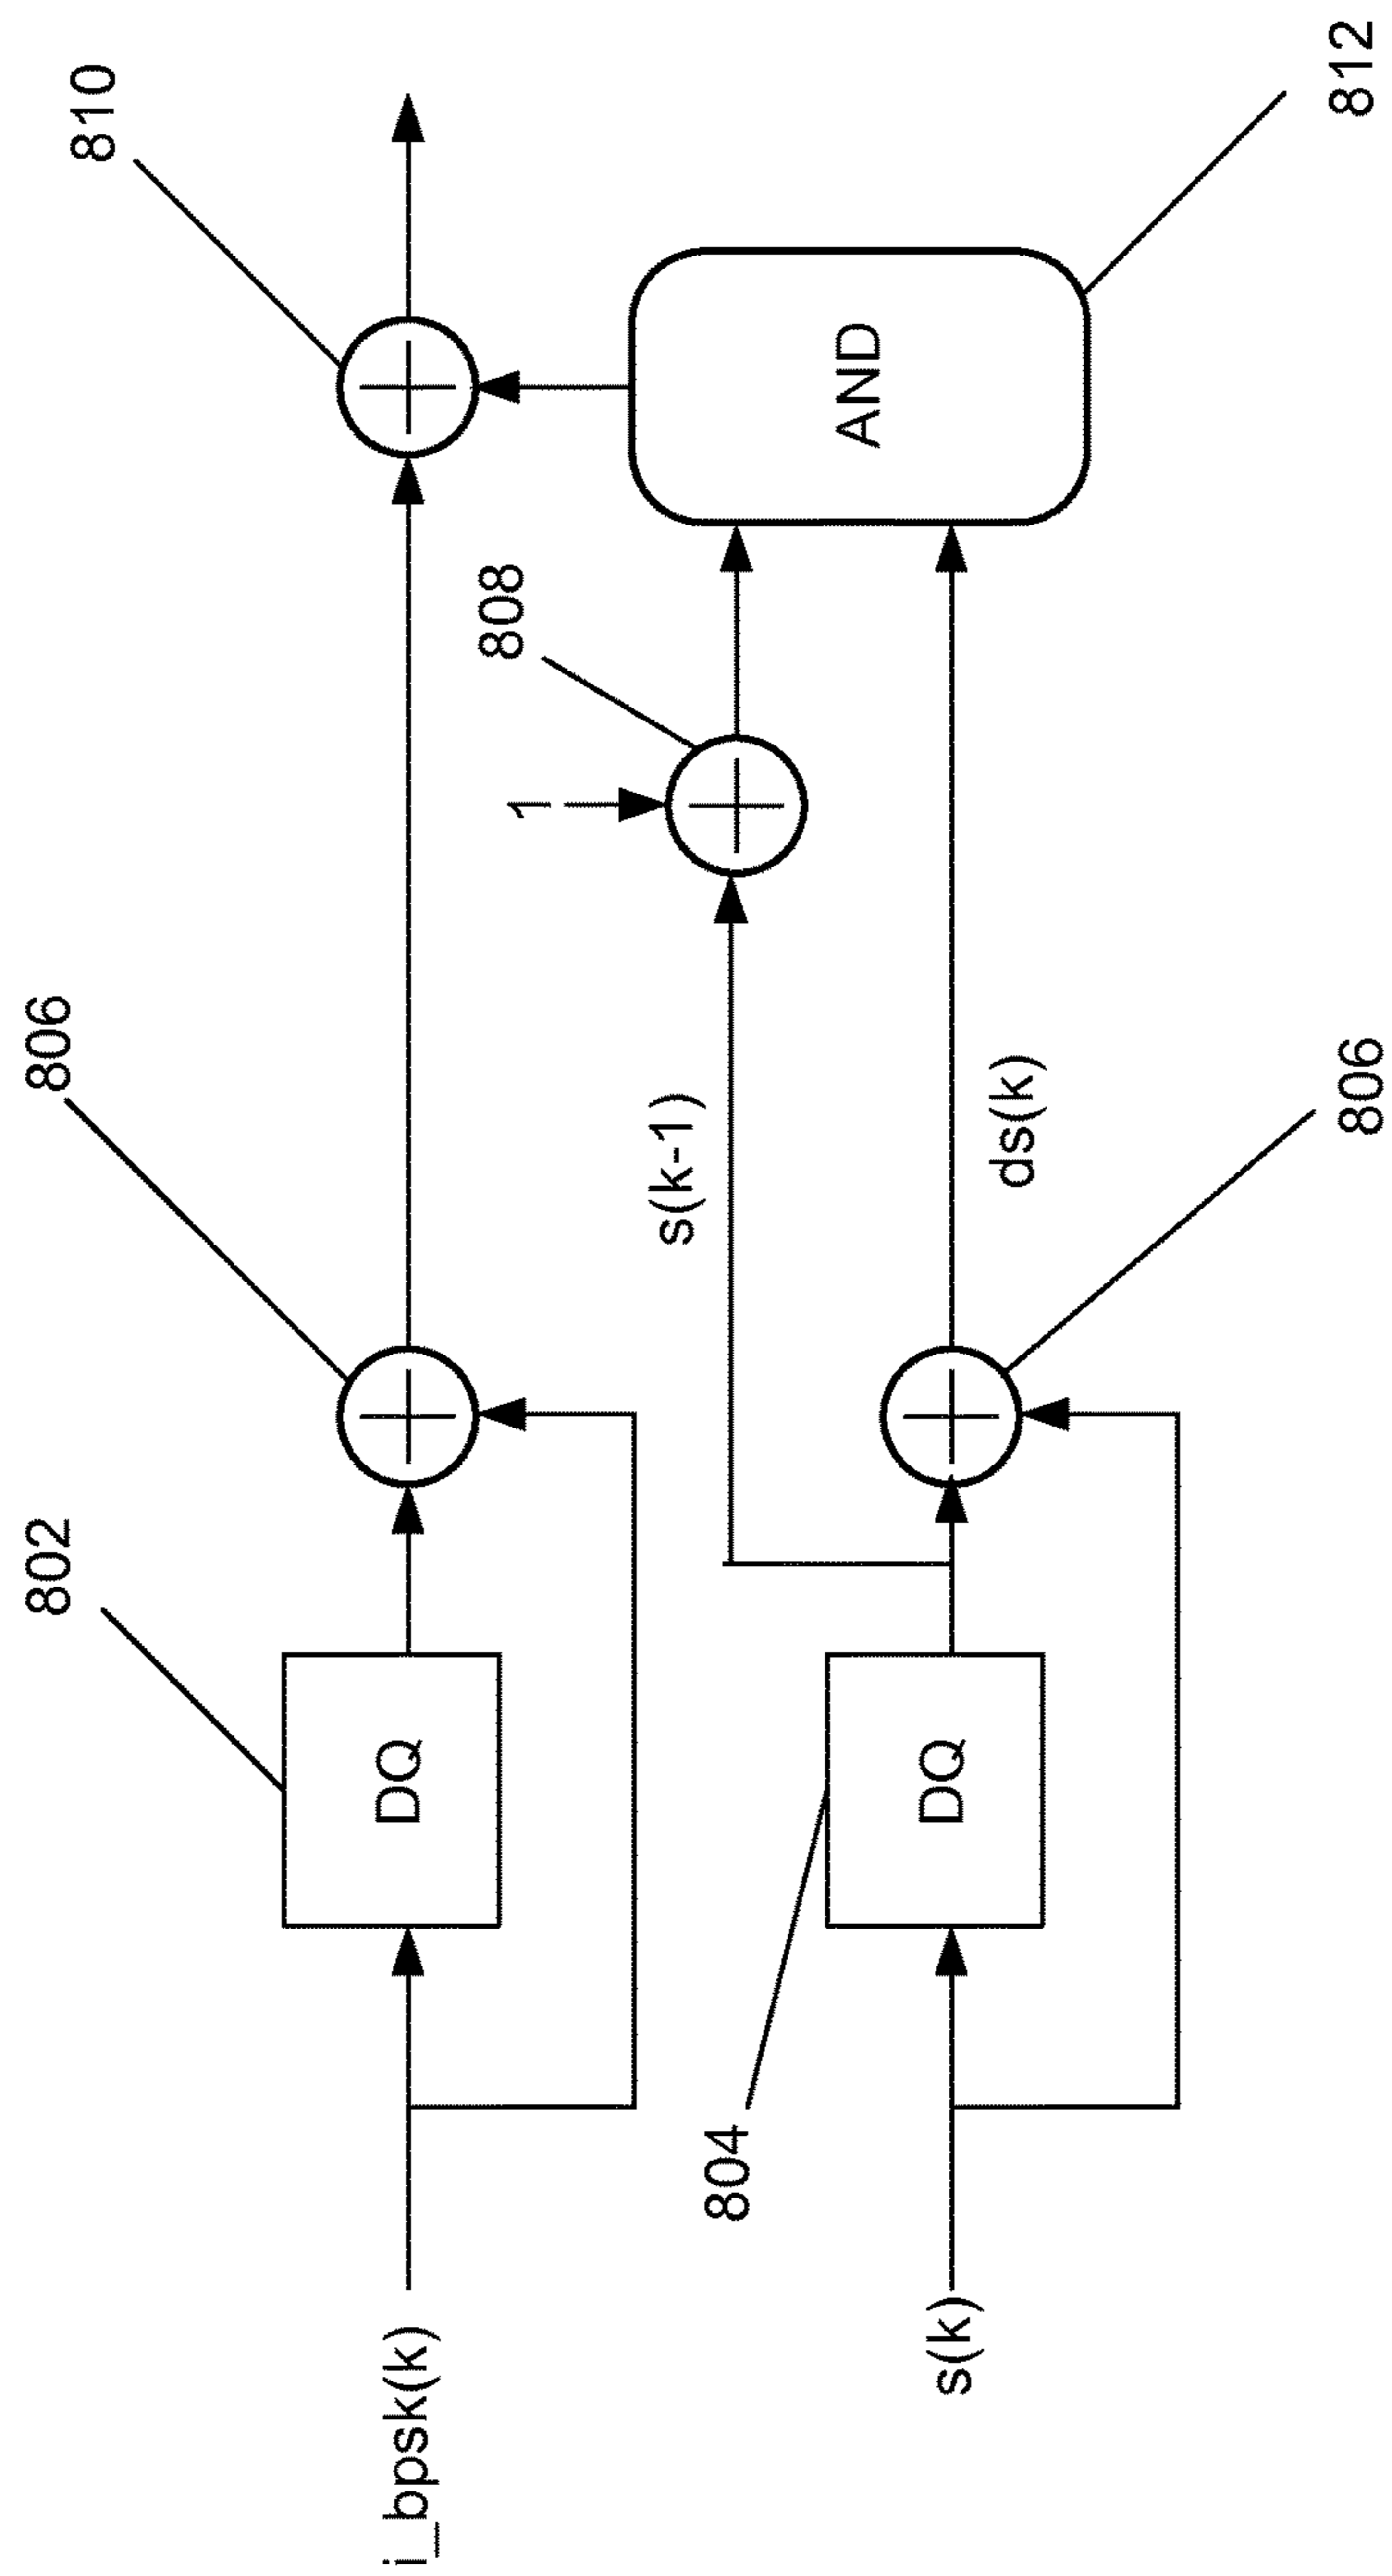 802
806
810
i_bpsk(k)
DQ
808
1
s(k-1)
804
AND
s(k)
DQ
ds(k)
806
812